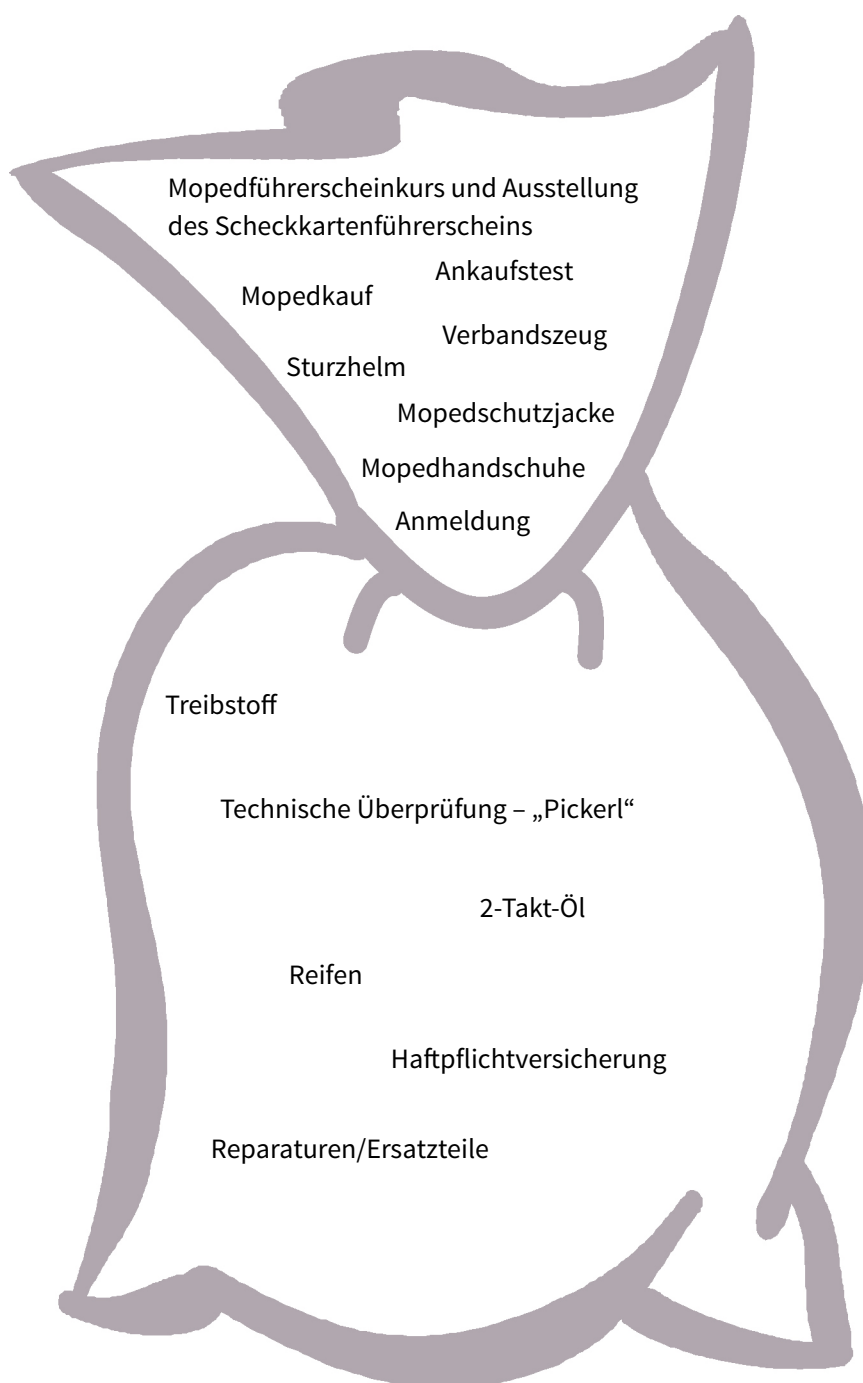 Mopedführerscheinkurs und Ausstellung
des Scheckkartenführerscheins
Ankaufstest
Mopedkauf
Verbandszeug
Sturzhelm
Mopedschutzjacke
Mopedhandschuhe
Anmeldung
Treibstoff
Technische Überprüfung – „Pickerl“
2-Takt-Öl
Reifen
Haftpflichtversicherung
Reparaturen/Ersatzteile